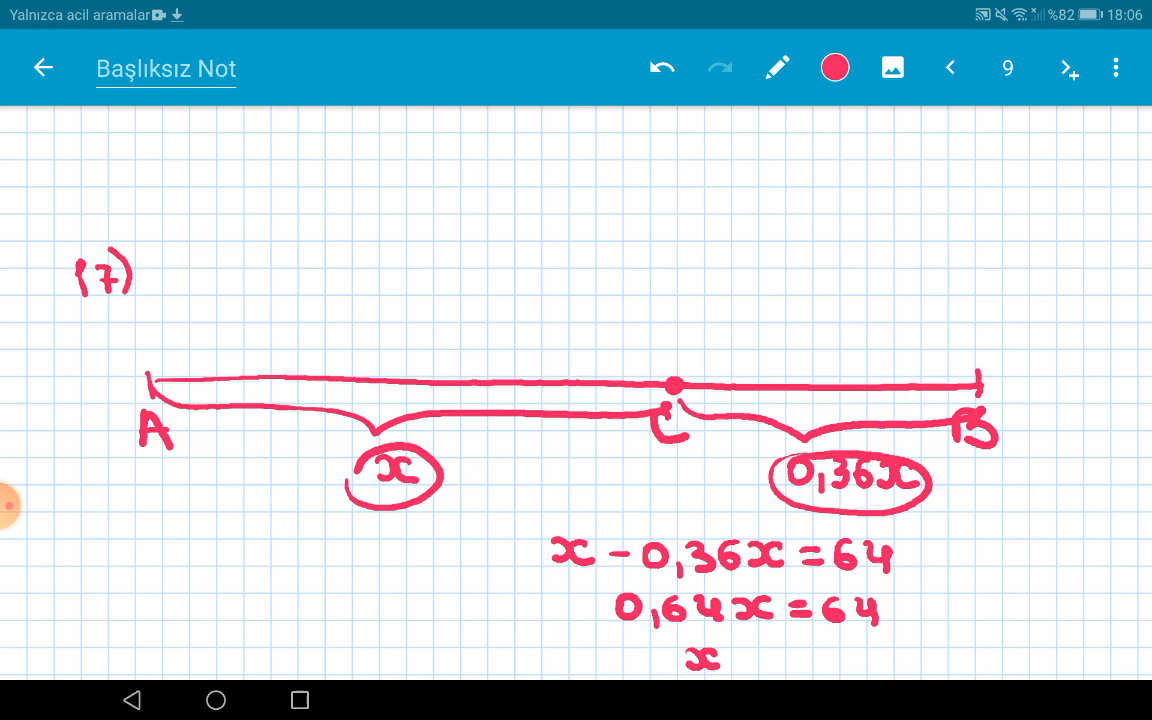 Yalnızca acil aramalar %82 18:06
Başlıksız Not 9
(7)
A C B
x 0,36x
x - 0,36x = 64
0,64x = 64
x